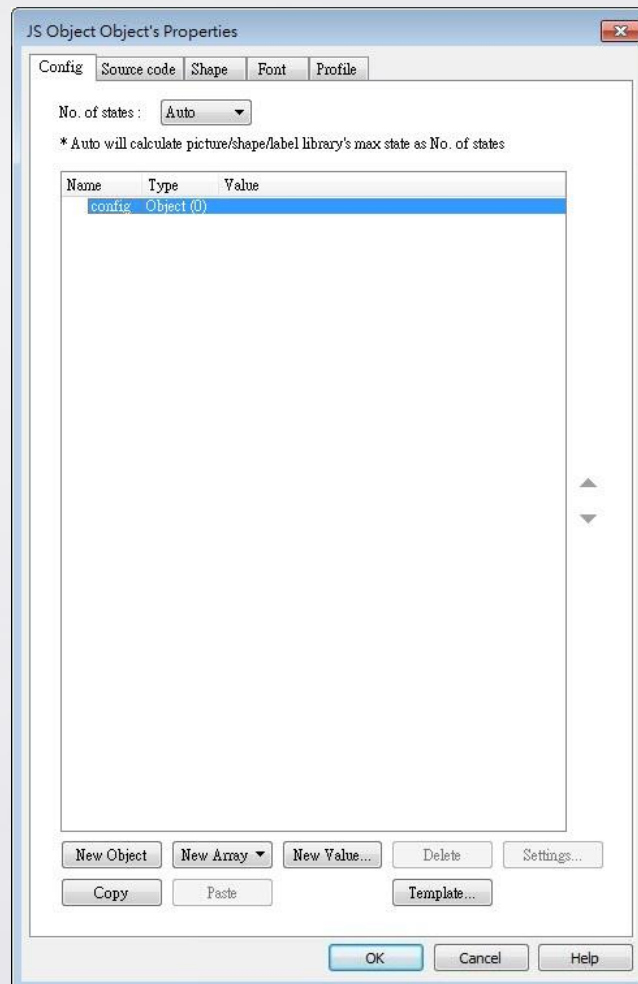 JS Object Object's Properties
Config Source code Shape Font Profile
No. of states : Auto
* Auto will calculate picture/shape/label library's max state as No. of states
Name Type Value
config Object (0)
New Object New Array New Value... Delete Settings...
Copy Paste Template...
OK Cancel Help